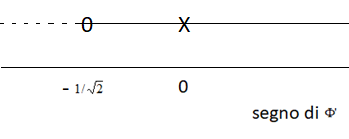 0 X
- 1/√2 0
segno di Φ'